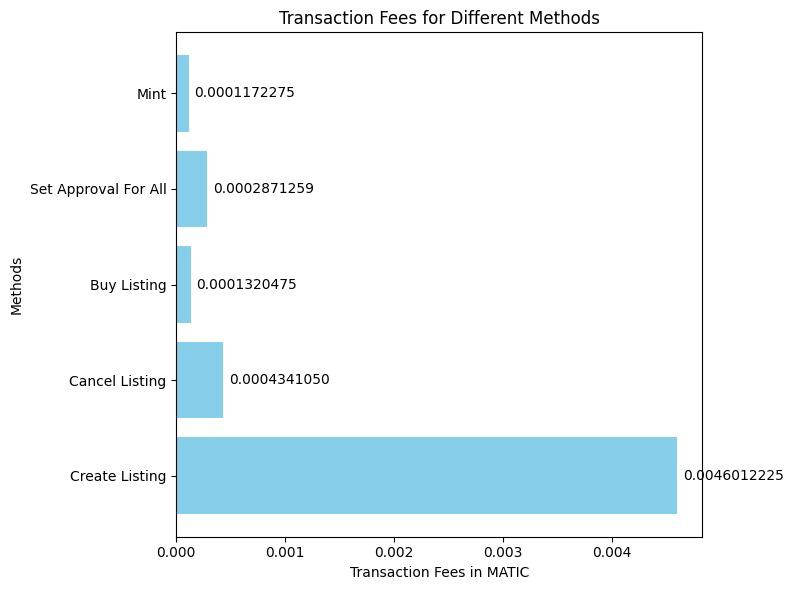 Transaction Fees for Different Methods
Methods
Mint
0.0001172275
Set Approval For All
0.0002871259
Buy Listing
0.0001320475
Cancel Listing
0.0004341050
Create Listing
0.0046012225
0.000 0.001 0.002 0.003 0.004
Transaction Fees in MATIC